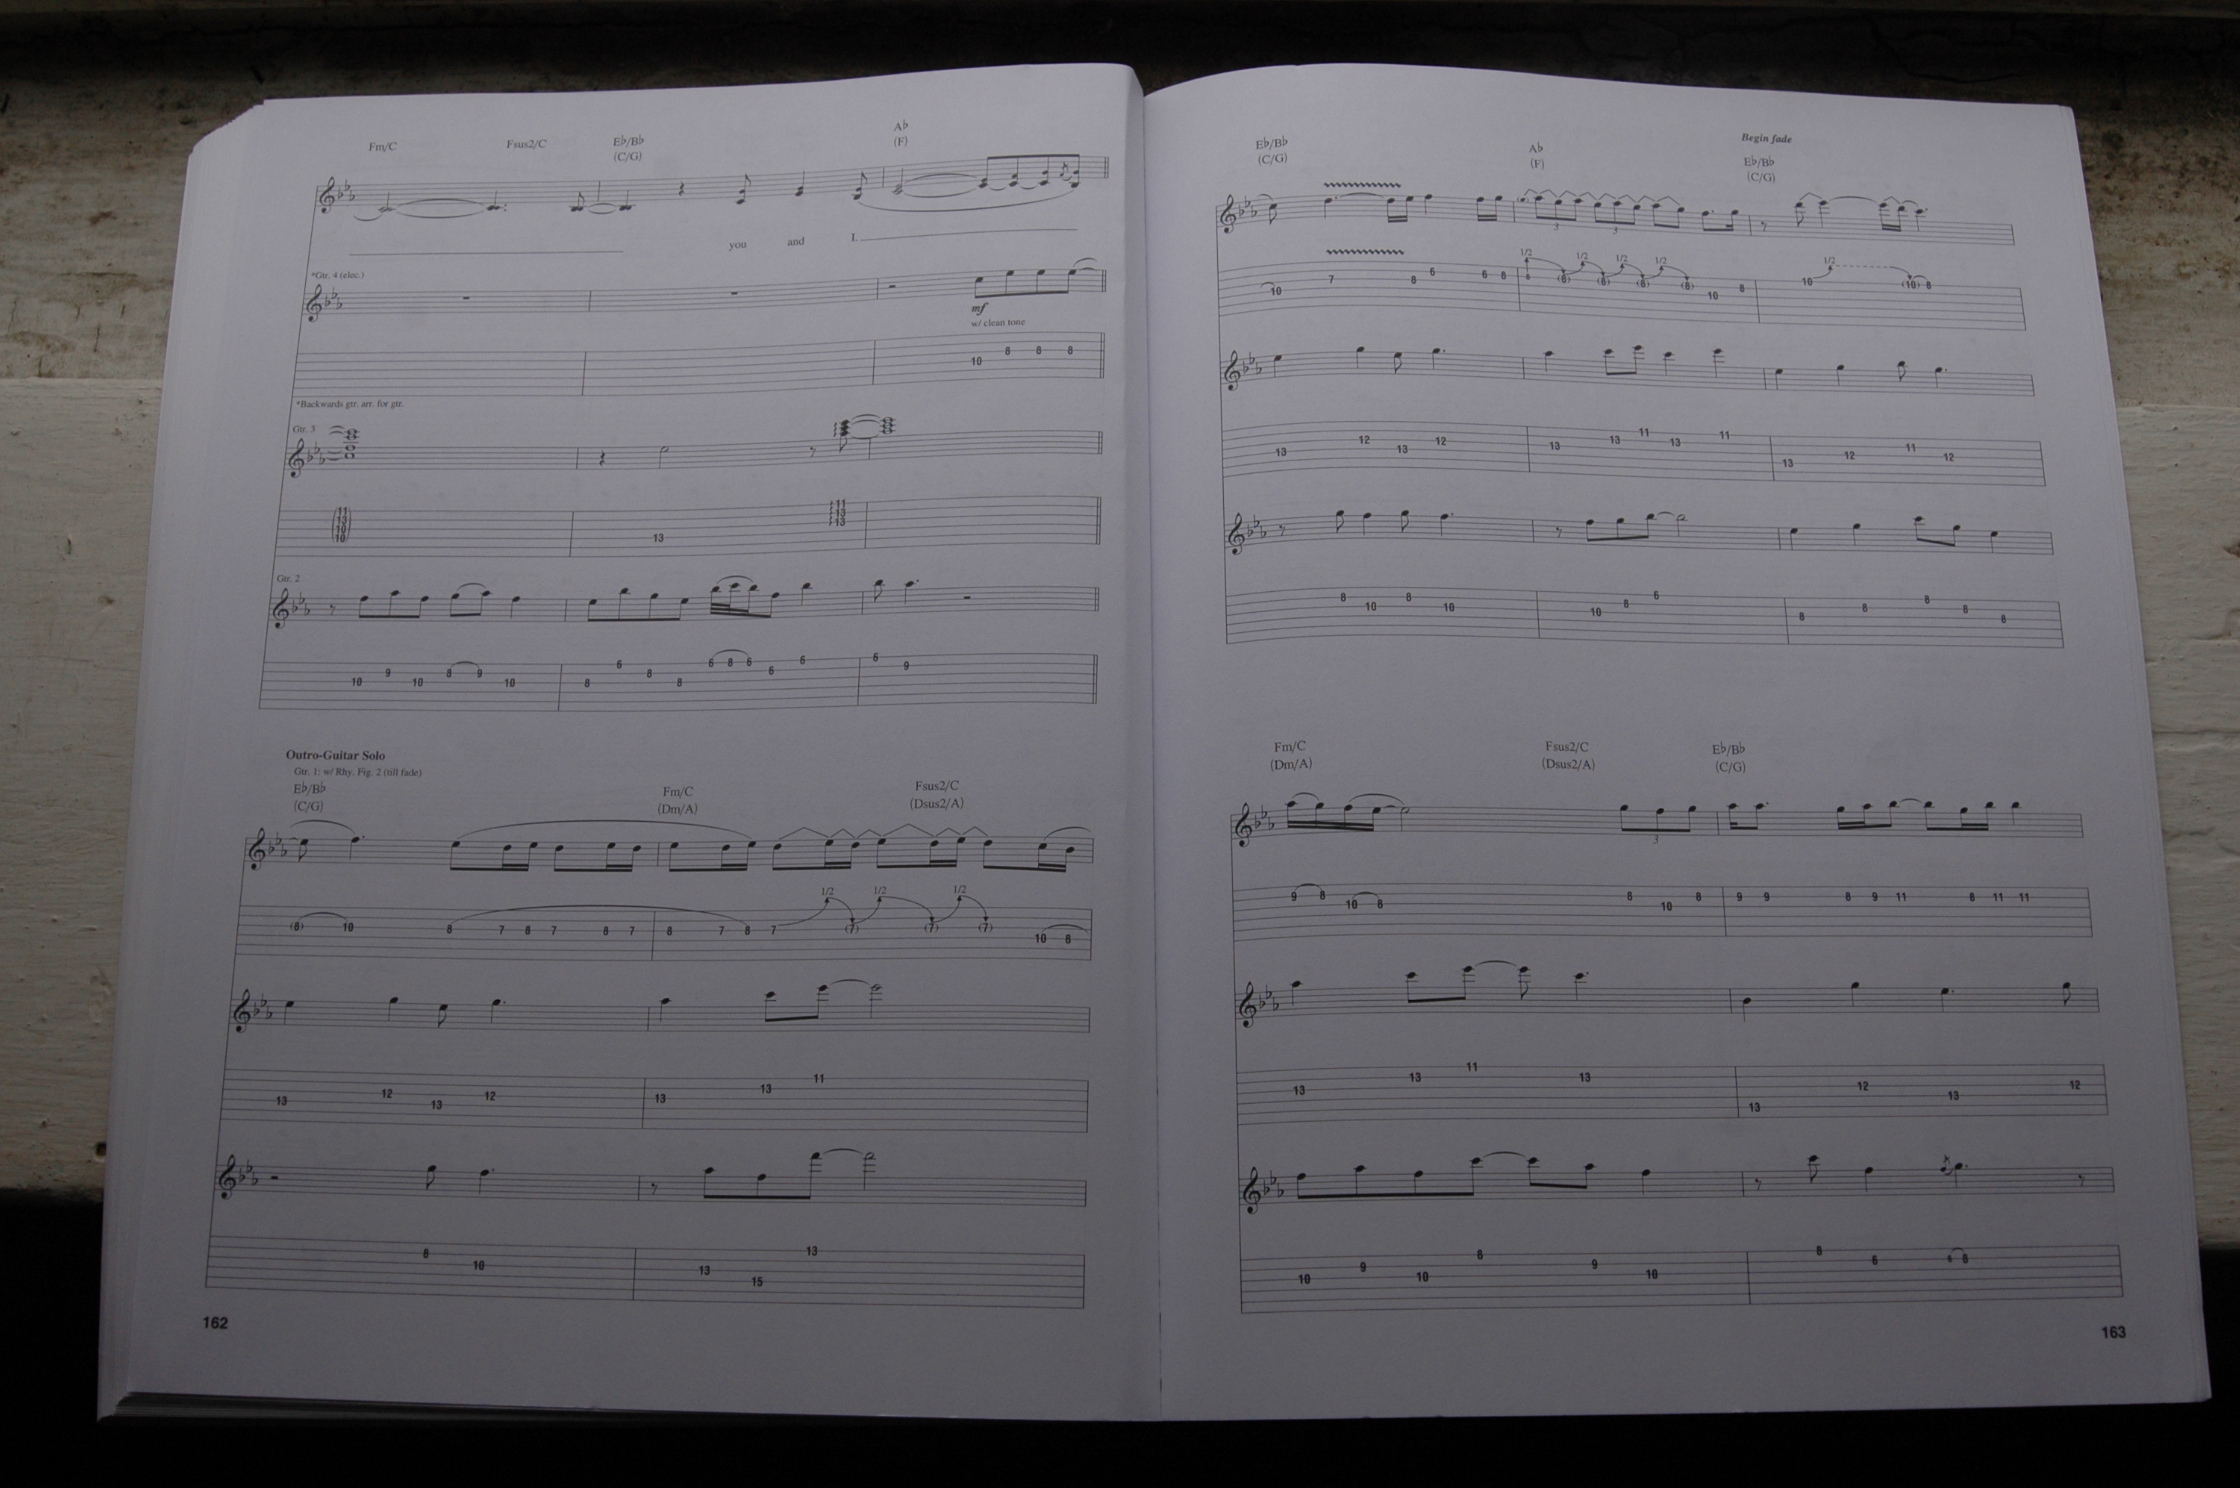 Fm/C Fsus2/C E♭/B♭ A♭
(C/G) (F)
you and I.
*Gtr. 4 (elec.)
mf
w/ clean tone
10 8 8 8
*Backwards gtr. arr. for gtr.
Gtr. 3
11
13
10
10
13
11
13
13
Gtr. 2
10 9 10 8 9 10 8 6 8 8 6 8 6 6 6 6 9
Outro-Guitar Solo
Gtr. 1: w/ Rhy. Fig. 2 (till fade)
E♭/B♭ Fm/C Fsus2/C
(C/G) (Dm/A) (Dsus2/A)
1/2 1/2 1/2
(8) 10 8 7 8 7 8 7 8 7 8 7 (7) (7) (7) 10 8
13 12 13 12 13 13 11
8 10 13 15 13
162
Begin fade
E♭/B♭ A♭ E♭/B♭
(C/G) (F) (C/G)
3 3
1/2 1/2 1/2 1/2 1/2
10 7 8 6 6 8 6 (6) (6) (6) (8) 10 8 10 (10) 8
13 12 13 12 13 13 11 13 11 13 12 11 12
8 10 8 10 10 8 6 8 8 8 8 8
Fm/C Fsus2/C E♭/B♭
(Dm/A) (Dsus2/A) (C/G)
3
9 8 10 8 8 10 8 9 9 8 9 11 8 11 11
13 13 11 13 13 12 13 12
10 9 10 8 9 10 8 6 8
163